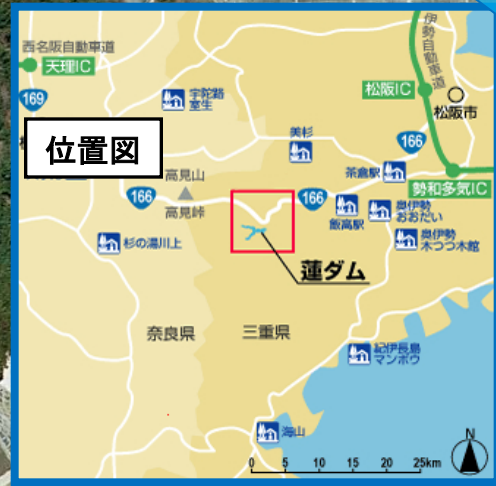 西名阪自動車道
天理IC
169
位置図
宇陀路
室生
伊勢自動車道
松阪IC
松阪市
美杉
166
茶倉駅
勢和多気IC
高見山
高見峠
166
166
飯高駅
奥伊勢
おおだい
奥伊勢
木つつ木館
杉の湯川上
蓮ダム
奈良県
三重県
紀伊長島
マンボウ
海山
N
0 5 10 15 20 25km